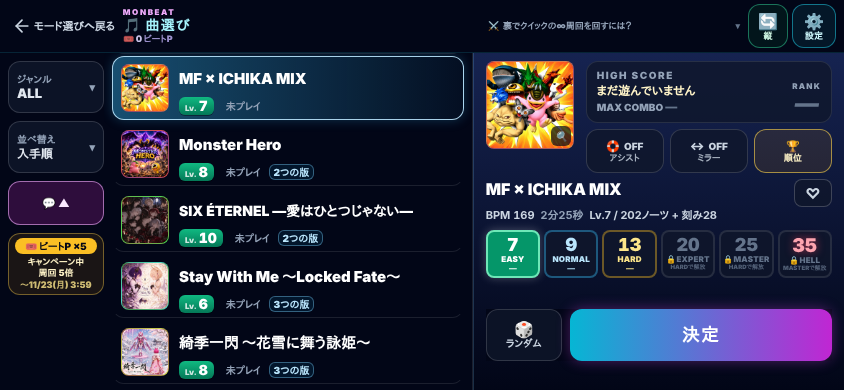 MONBEAT
← モード選びへ戻る
🎵 曲選び
🎟 0 ビートP
⚔ 裏でクイックの∞周回を回すには? ▼
🔄 縦
⚙ 設定
ジャンル
ALL ▼
並べ替え
入手順 ▼
💬 ▲
🎟 ビートP ×5
キャンペーン中
周回 5倍
〜11/23(月) 3:59
MF × ICHIKA MIX
Lv. 7 未プレイ
Monster Hero
Lv. 8 未プレイ 2つの版
SIX ÉTERNEL ―愛はひとつじゃない―
Lv. 10 未プレイ 2つの版
Stay With Me 〜Locked Fate〜
Lv. 6 未プレイ 3つの版
綺季一閃 〜花雪に舞う詠姫〜
Lv. 8 未プレイ 3つの版
HIGH SCORE
まだ遊んでいません
MAX COMBO —
RANK
—
🛟 OFF
アシスト
↔ OFF
ミラー
🏆
順位
MF × ICHIKA MIX
♡
BPM 169 2分25秒 Lv.7 / 202ノーツ + 刻み28
7
EASY
—
9
NORMAL
—
13
HARD
—
20
🔒EXPERT
HARDで解放
25
🔒MASTER
HARDで解放
35
🔒HELL
MASTERで解放
🎲
ランダム
決定